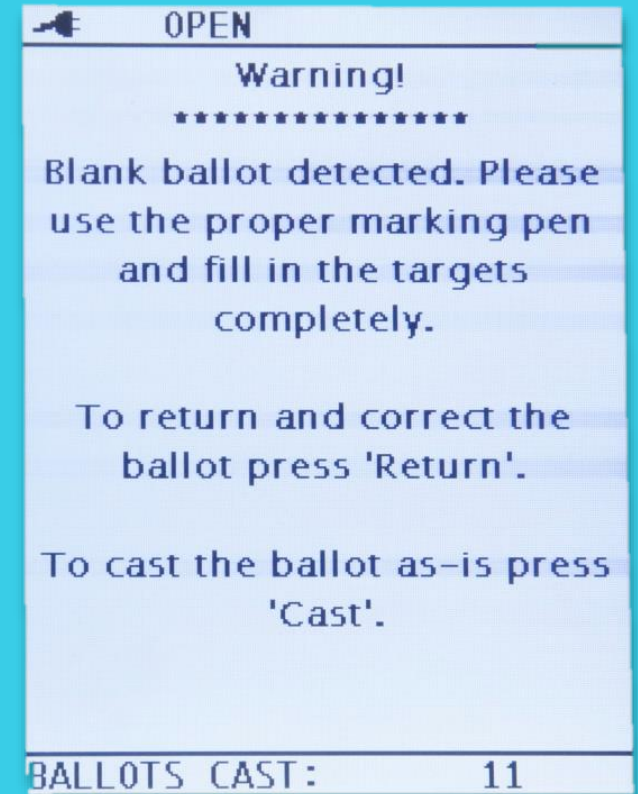 OPEN
Warning!
***************
Blank ballot detected. Please
use the proper marking pen
and fill in the targets
completely.
To return and correct the
ballot press 'Return'.
To cast the ballot as-is press
'Cast'.
BALLOTS CAST: 11